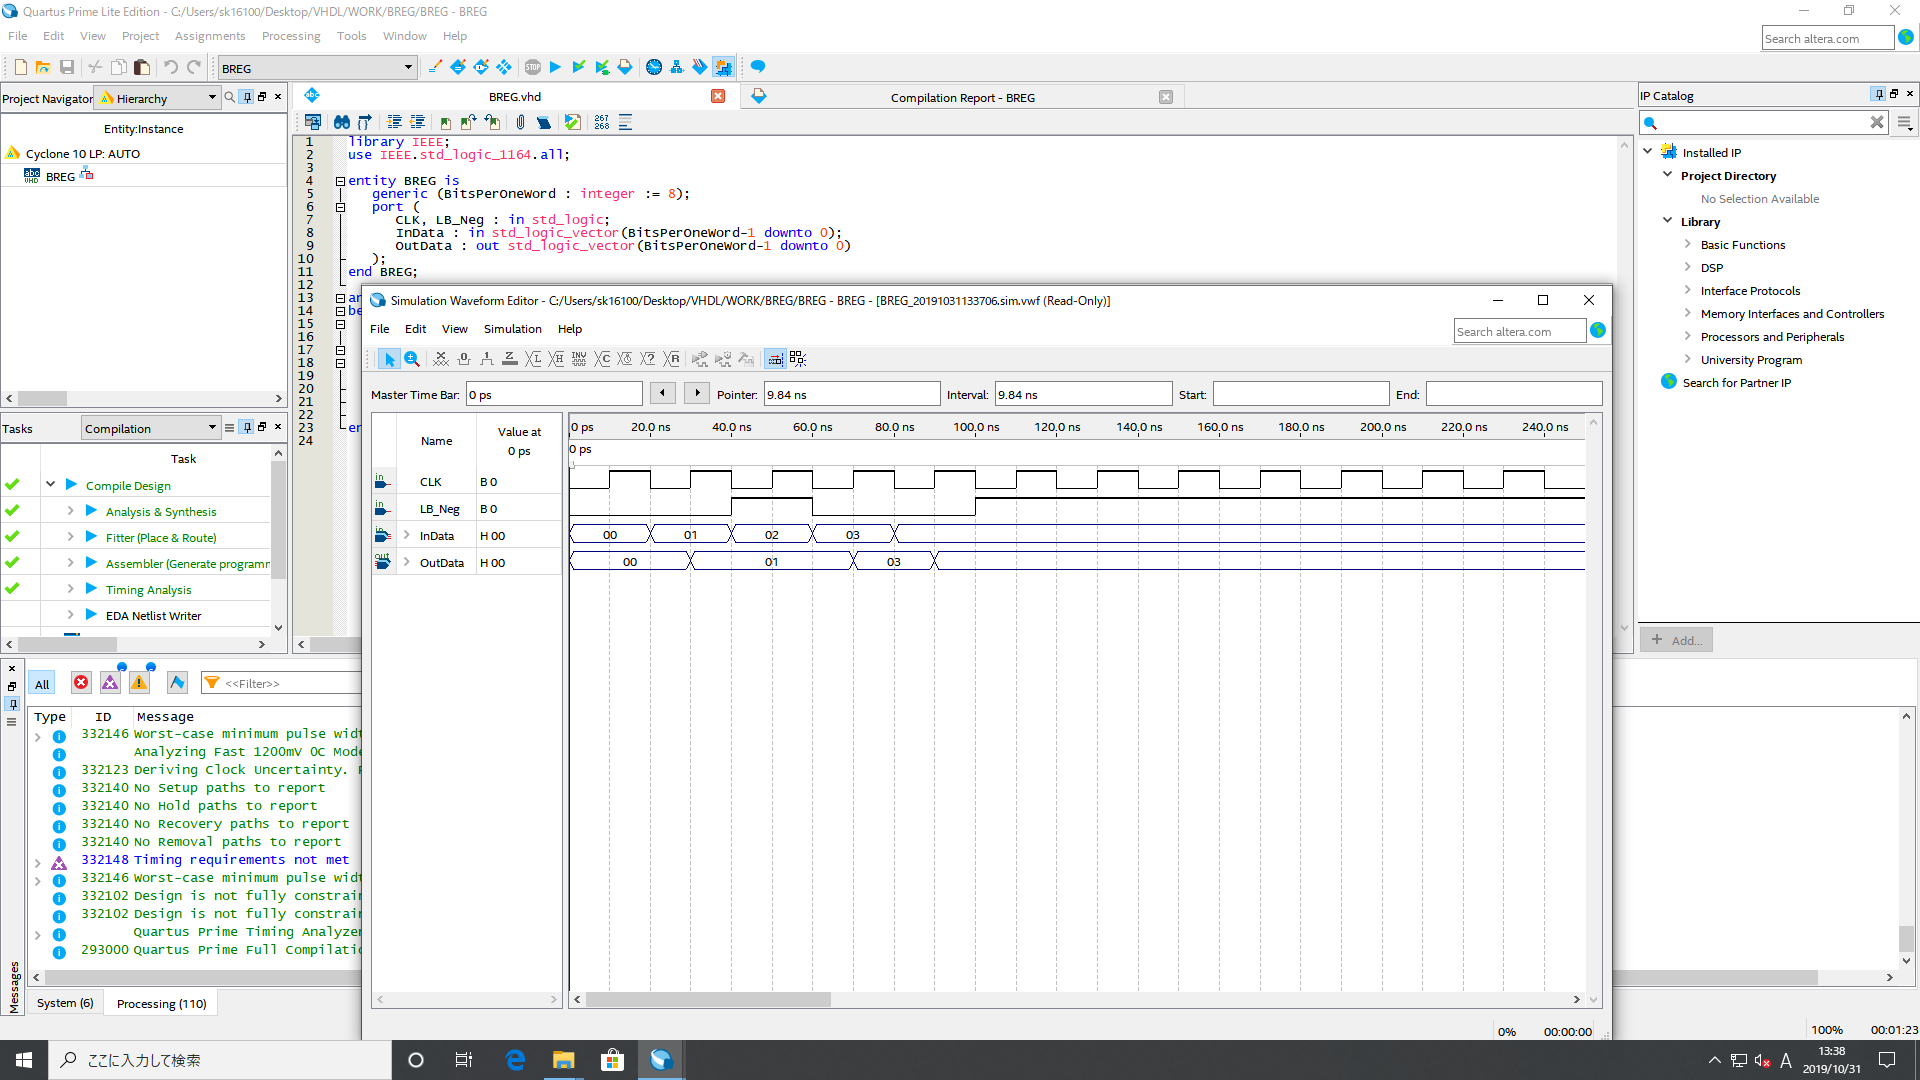 Quartus Prime Lite Edition - C:/Users/sk16100/Desktop/VHDL/WORK/BREG/BREG - BREG
File Edit View Project Assignments Processing Tools Window Help
Search altera.com
BREG
Project Navigator Hierarchy
Entity:Instance
Cyclone 10 LP: AUTO
BREG
BREG.vhd
Compilation Report - BREG
267
268
1 library IEEE;
2 use IEEE.std_logic_1164.all;
3
4 entity BREG is
5 generic (BitsPerOneWord : integer := 8);
6 port (
7 CLK, LB_Neg : in std_logic;
8 InData : in std_logic_vector(BitsPerOneWord-1 downto 0);
9 OutData : out std_logic_vector(BitsPerOneWord-1 downto 0)
10 );
11 end BREG;
12
13 ar
14 be
15
16
17
18
19
20
21
22
23 en
24
IP Catalog
Installed IP
Project Directory
No Selection Available
Library
Basic Functions
DSP
Interface Protocols
Memory Interfaces and Controllers
Processors and Peripherals
University Program
Search for Partner IP
+ Add...
Tasks Compilation
Task
Compile Design
Analysis & Synthesis
Fitter (Place & Route)
Assembler (Generate programm
Timing Analysis
EDA Netlist Writer
Simulation Waveform Editor - C:/Users/sk16100/Desktop/VHDL/WORK/BREG/BREG - BREG - [BREG_20191031133706.sim.vwf (Read-Only)]
File Edit View Simulation Help
Search altera.com
Master Time Bar: 0 ps Pointer: 9.84 ns Interval: 9.84 ns Start: End:
Name Value at 0 ps
0 ps 20.0 ns 40.0 ns 60.0 ns 80.0 ns 100.0 ns 120.0 ns 140.0 ns 160.0 ns 180.0 ns 200.0 ns 220.0 ns 240.0 ns
0 ps
in CLK B 0
in LB_Neg B 0
in InData H 00 00 01 02 03
out OutData H 00 00 01 03
0% 00:00:00
All <<Filter>>
Type ID Message
332146 Worst-case minimum pulse widt
Analyzing Fast 1200mV 0C Mode
332123 Deriving Clock Uncertainty. P
332140 No Setup paths to report
332140 No Hold paths to report
332140 No Recovery paths to report
332140 No Removal paths to report
332148 Timing requirements not met
332146 Worst-case minimum pulse widt
332102 Design is not fully constrain
332102 Design is not fully constrain
Quartus Prime Timing Analyzer
293000 Quartus Prime Full Compilatio
Messages
System (6) Processing (110)
100% 00:01:23
ここに入力して検索
A
13:38
2019/10/31